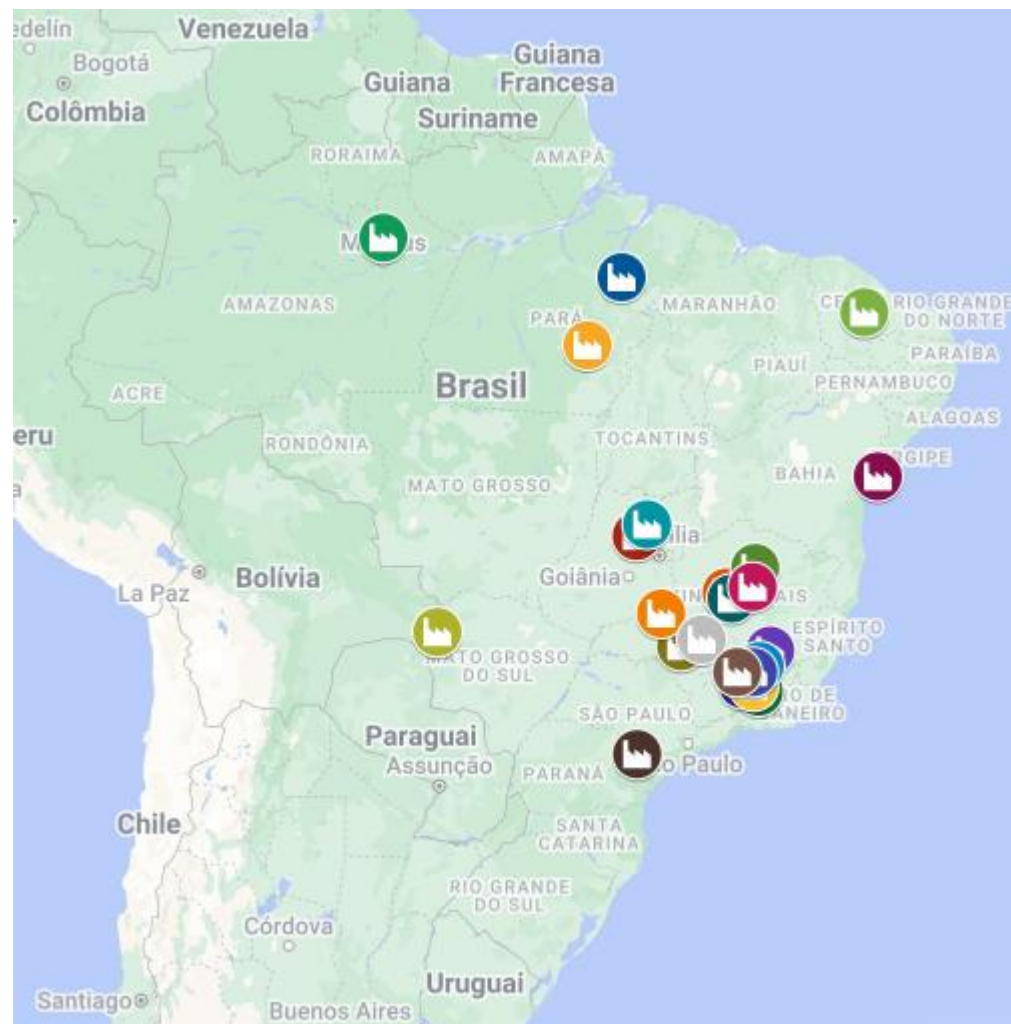 edelín
Venezuela
Bogotá
Guiana
Guiana
Francesa
Colômbia
Suriname
RORAIMA
AMAPÁ
AMAZONAS
MARANHÃO
RIO GRANDE
DO NORTE
PARÁ
PARAÍBA
PIAUÍ
PERNAMBUCO
Brasil
ACRE
ALAGOAS
eru
RONDÔNIA
TOCANTINS
BAHIA
MATO GROSSO
Bolívia
Goiânia
La Paz
ESPÍRITO
SANTO
MATO GROSSO
DO SUL
SÃO PAULO
Paraguai
Assunção
PARANÁ
Chile
SANTA
CATARINA
RIO GRANDE
DO SUL
Córdova
Uruguai
Santiago
Buenos Aires